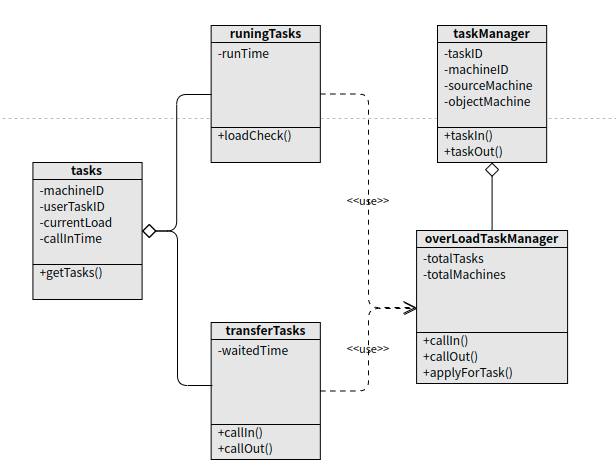 runingTasks
-runTime
+loadCheck()
taskManager
-taskID
-machineID
-sourceMachine
-objectMachine
+taskIn()
+taskOut()
tasks
-machineID
-userTaskID
-currentLoad
-callInTime
+getTasks()
<<use>>
overLoadTaskManager
-totalTasks
-totalMachines
+callIn()
+callOut()
+applyForTask()
<<use>>
transferTasks
-waitedTime
+callIn()
+callOut()